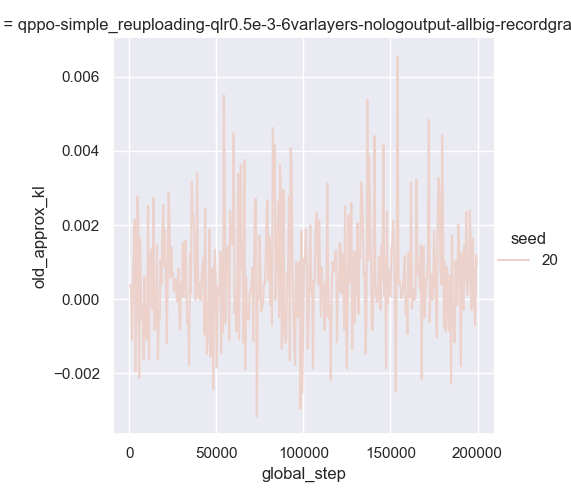 = qppo-simple_reuploading-qlr0.5e-3-6varlayers-nologoutput-allbig-recordgra
0.006
0.004
0.002
0.000
−0.002
old_approx_kl
0
50000
100000
150000
200000
global_step
seed
20